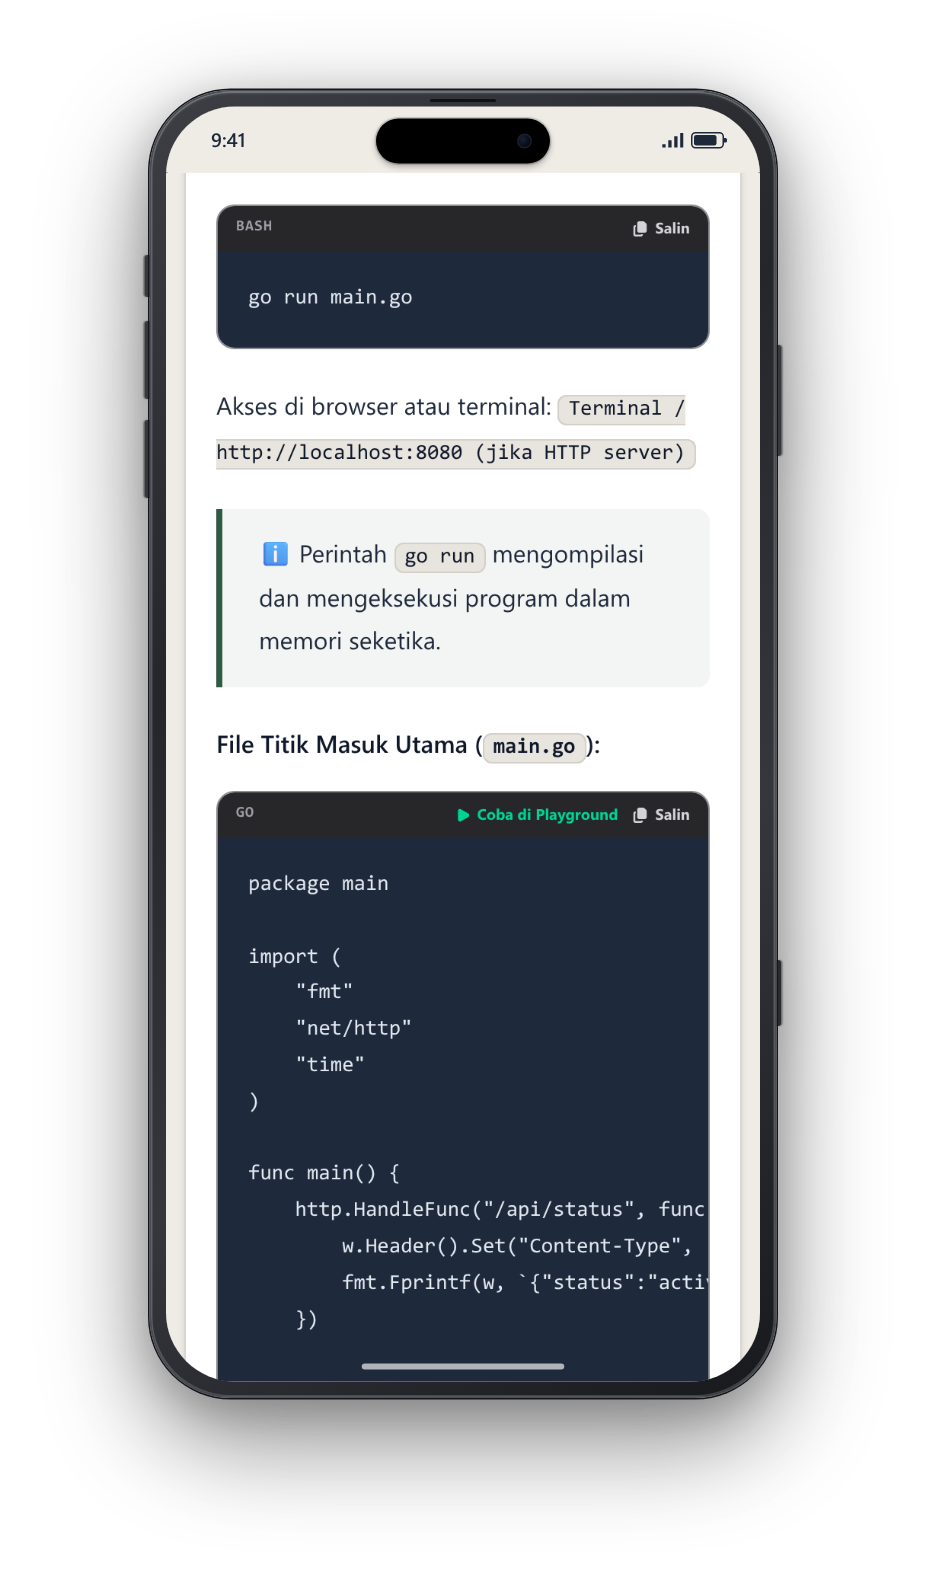 9:41
BASH
Salin
go run main.go
Akses di browser atau terminal: Terminal /
http://localhost:8080 (jika HTTP server)
ℹ️ Perintah go run mengompilasi
dan mengeksekusi program dalam
memori seketika.
File Titik Masuk Utama (main.go):
GO
Coba di Playground
Salin
package main
import (
    "fmt"
    "net/http"
    "time"
)
func main() {
    http.HandleFunc("/api/status", func
        w.Header().Set("Content-Type",
        fmt.Fprintf(w, `{"status":"activ
    })